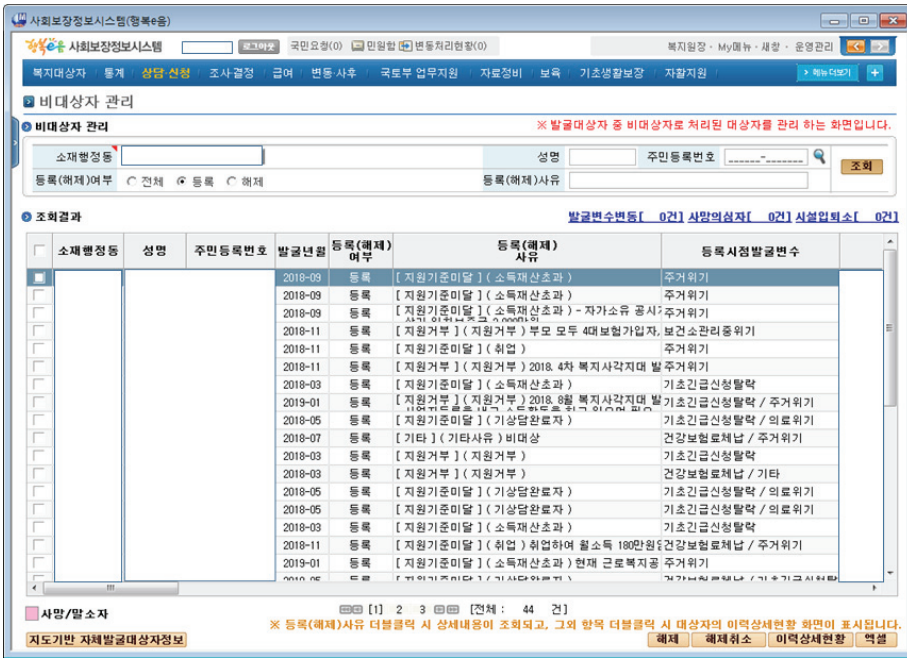 사회보장정보시스템(행복e음)
행복e음 사회보장정보시스템 로그아웃 국민요청(0) 민원함 변동처리현황(0) 복지원장· My메뉴· 새창· 운영관리
복지대상자 통계 상담·신청 조사결정 급여 변동·사후 국토부 업무지원 자료정비 보육 기초생활보장 자활지원 > 메뉴더보기 +
비대상자 관리
비대상자 관리 ※ 발굴대상자 중 비대상자로 처리된 대상자를 관리 하는 화면입니다.
소재행정동 성명 주민등록번호 ______-_______ 조회
등록(해제)여부 전체 등록 해제 등록(해제)사유
조회결과 발굴변수변동[ 0건] 사망의심자[ 0건] 시설입퇴소[ 0건]
소재행정동 성명 주민등록번호 발굴년월 등록(해제)여부 등록(해제)사유 등록시점발굴변수
2018-09 등록 [ 지원기준미달 ] ( 소득재산초과 ) 주거위기
2018-09 등록 [ 지원기준미달 ] ( 소득재산초과 ) 주거위기
2018-09 등록 [ 지원기준미달 ] ( 소득재산초과 ) - 자가소유 공시 주거위기
2018-11 등록 [ 지원거부 ] ( 지원거부 ) 부모 모두 4대보험가입자, 보건소관리중위기
2018-11 등록 [ 지원기준미달 ] ( 취업 ) 주거위기
2018-11 등록 [ 지원거부 ] ( 지원거부 ) 2018. 4차 복지사각지대 발 주거위기
2018-03 등록 [ 지원기준미달 ] ( 소득재산초과 ) 기초긴급신청탈락
2019-01 등록 [ 지원거부 ] ( 지원거부 ) 2018. 8월 복지사각지대 발 기초긴급신청탈락 / 주거위기
2018-05 등록 [ 지원기준미달 ] ( 기상담완료자 ) 기초긴급신청탈락 / 의료위기
2018-07 등록 [ 기타 ] ( 기타사유 ) 비대상 건강보험료체납 / 주거위기
2018-03 등록 [ 지원거부 ] ( 지원거부 ) 기초긴급신청탈락
2018-03 등록 [ 지원거부 ] ( 지원거부 ) 건강보험료체납 / 기타
2018-05 등록 [ 지원기준미달 ] ( 기상담완료자 ) 기초긴급신청탈락 / 의료위기
2018-05 등록 [ 지원기준미달 ] ( 기상담완료자 ) 기초긴급신청탈락 / 의료위기
2018-03 등록 [ 지원기준미달 ] ( 소득재산초과 ) 기초긴급신청탈락
2018-11 등록 [ 지원기준미달 ] ( 취업 ) 취업하여 월소득 180만원 건강보험료체납 / 주거위기
2019-01 등록 [ 지원기준미달 ] ( 소득재산초과 ) 현재 근로복지공 주거위기
사망/말소자 [1] 2 3 [전체 : 44 건]
※ 등록(해제)사유 더블클릭 시 상세내용이 조회되고, 그외 항목 더블클릭 시 대상자의 이력상세현황 화면이 표시됩니다.
지도기반 자체발굴대상자정보 해제 해제취소 이력상세현황 엑셀